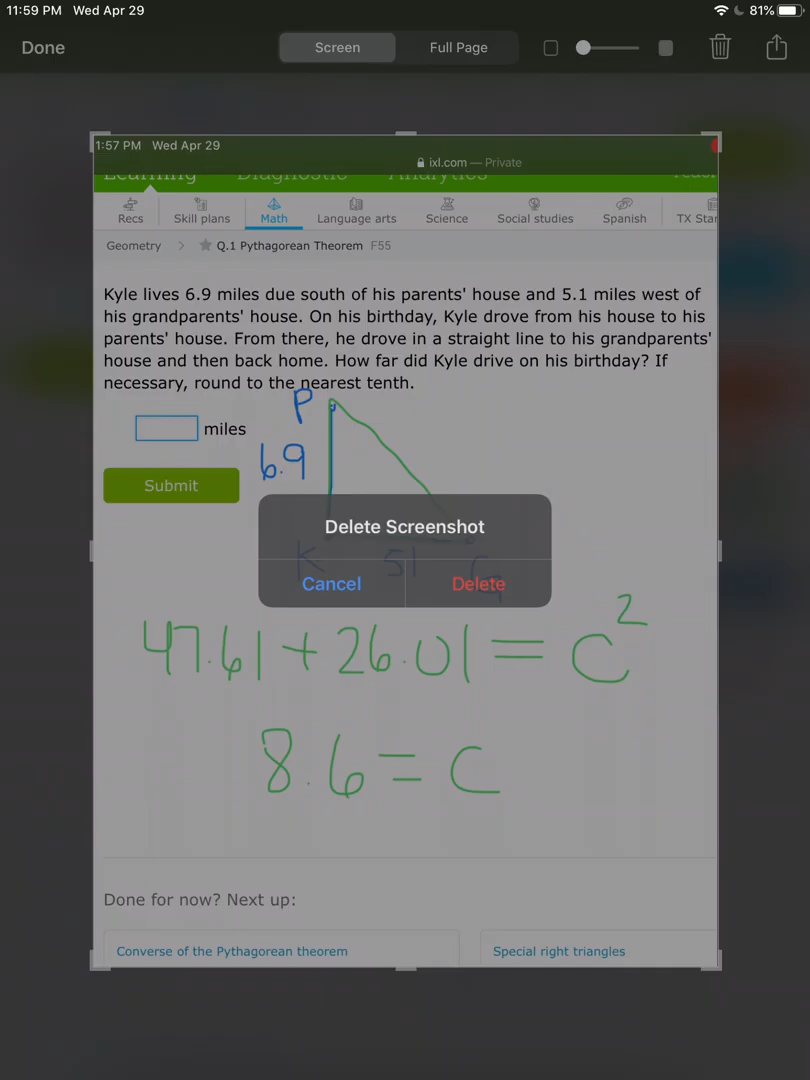 11:59 PM Wed Apr 29 81%
Done Screen Full Page
1:57 PM Wed Apr 29
ixl.com — Private
Learning Diagnostic Analytics
Recs Skill plans Math Language arts Science Social studies Spanish TX Star
Geometry > Q.1 Pythagorean Theorem F55
Kyle lives 6.9 miles due south of his parents' house and 5.1 miles west of
his grandparents' house. On his birthday, Kyle drove from his house to his
parents' house. From there, he drove in a straight line to his grandparents'
house and then back home. How far did Kyle drive on his birthday? If
necessary, round to the nearest tenth.
P
miles
6.9
Submit
Delete Screenshot
K 51 G
Cancel Delete
47.61 + 26.01 = C²
8.6 = C
Done for now? Next up:
Converse of the Pythagorean theorem Special right triangles